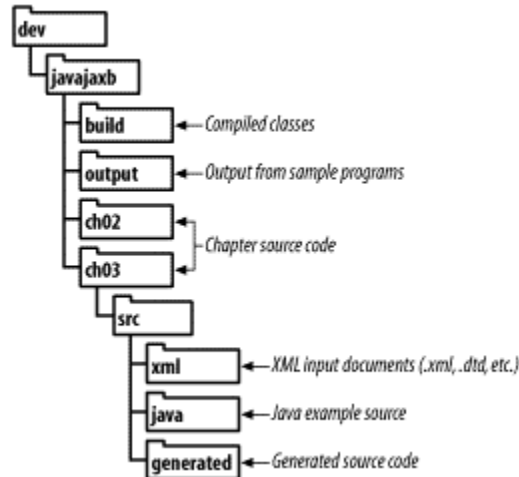 dev
javajaxb
build Compiled classes
output Output from sample programs
ch02
Chapter source code
ch03
src
xml XML input documents (.xml, .dtd, etc.)
java Java example source
generated Generated source code